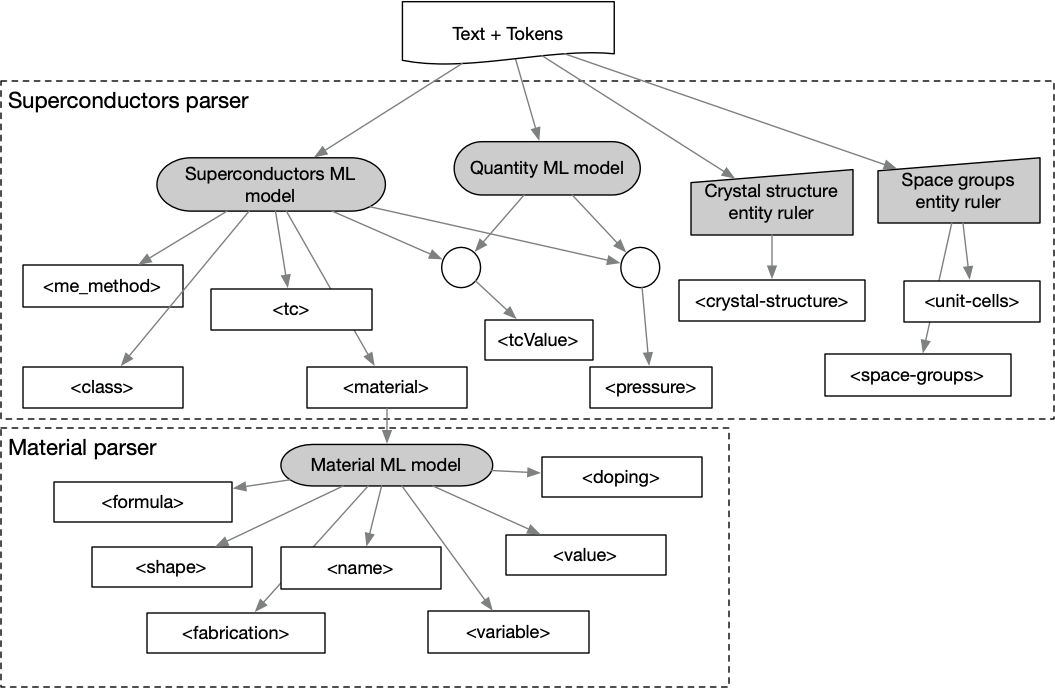 Text + Tokens
Superconductors parser
Superconductors ML
model
Quantity ML model
Crystal structure
entity ruler
Space groups
entity ruler
<me_method>
<tc>
<crystal-structure>
<unit-cells>
<tcValue>
<class>
<material>
<pressure>
<space-groups>
Material parser
Material ML model
<doping>
<formula>
<shape>
<name>
<value>
<fabrication>
<variable>